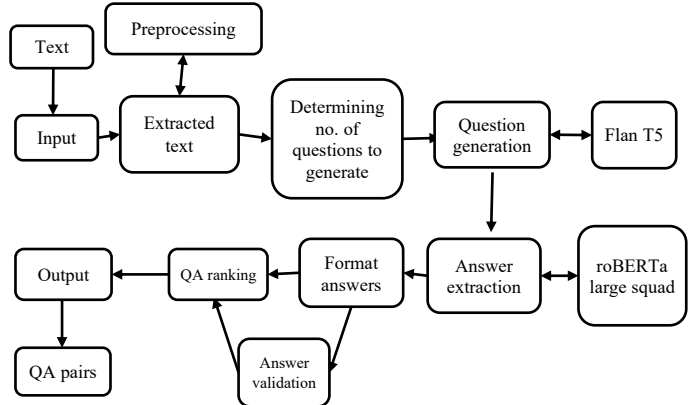 Preprocessing
Text
Input
Extracted
text
Determining
no. of
questions to
generate
Question
generation
Flan T5
Output
QA ranking
Format
answers
Answer
extraction
roBERTa
large squad
QA pairs
Answer
validation